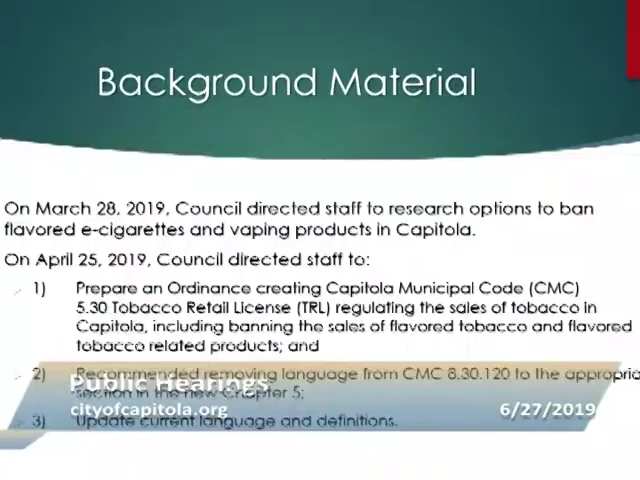 Background Material
On March 28, 2019, Council directed staff to research options to ban
flavored e-cigarettes and vaping products in Capitola.
On April 25, 2019, Council directed staff to:
1) Prepare an Ordinance creating Capitola Municipal Code (CMC)
5.30 Tobacco Retail License (TRL) regulating the sales of tobacco in
Capitola, including banning the sales of flavored tobacco and flavored
tobacco related products; and
2) Recommended removing language from CMC 8.30.120 to the appropria
section in the new Chapter 5;
3) Update current language and definitions.
Public Hearings
cityofcapitola.org
6/27/2019